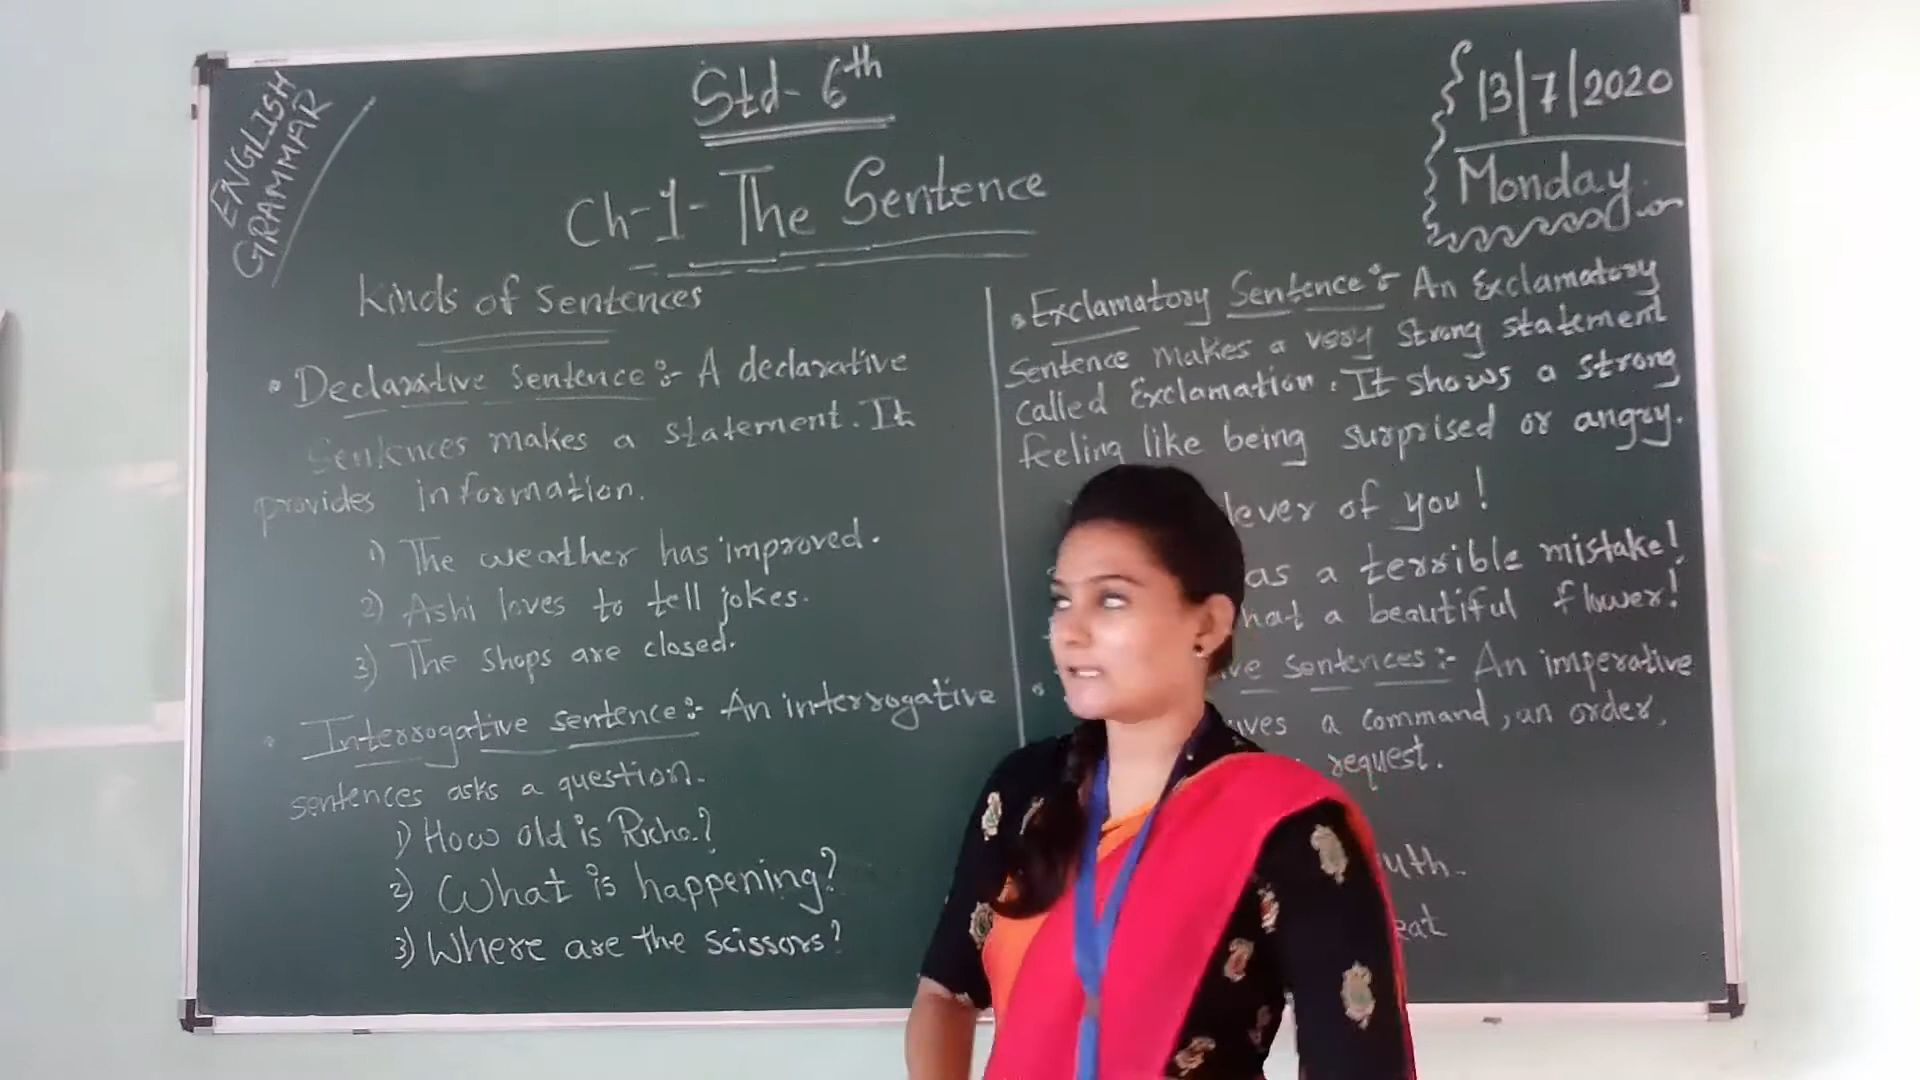 ENGLISH
GRAMMAR
Std- 6th
Ch-1- The Sentence
13/7/2020
Monday
Kinds of Sentences
• Declarative Sentence :- A declarative
Sentences makes a statement. It
provides information.
1) The weather has improved.
2) Ashi loves to tell jokes.
3) The shops are closed.
• Interrogative sentence :- An interrogative
sentences asks a question.
1) How old is Richa?
2) What is happening?
3) Where are the scissors?
• Exclamatory Sentence :- An Exclamatory
Sentence makes a very strong statement
called Exclamation. It shows a strong
feeling like being surprised or angry.
of you!
as a terrible mistake!
a beautiful flower!
sentences :- An imperative
a command, an order,
request.